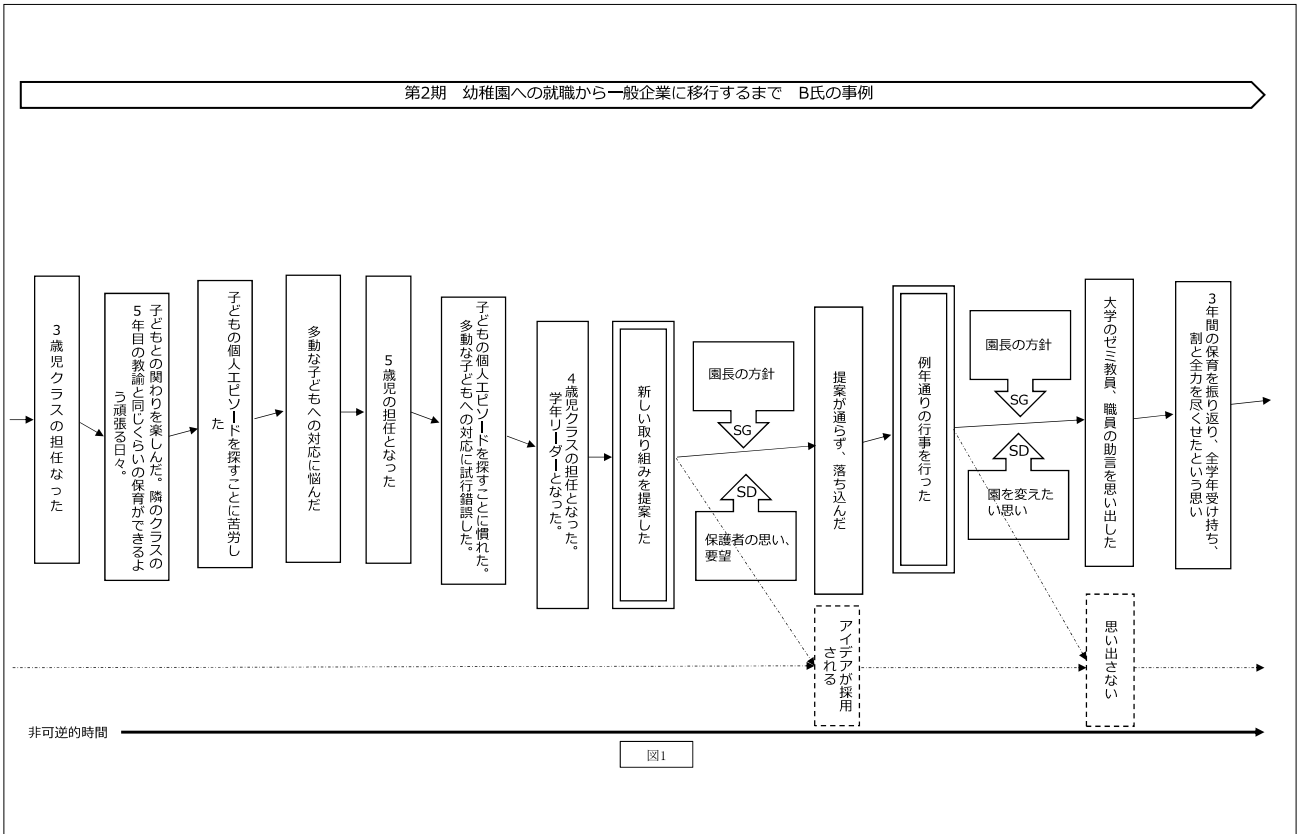 第2期　幼稚園への就職から一般企業に移行するまで　B氏の事例
3歳児クラスの担任なった
子どもとの関わりを楽しんだ。隣のクラスの
5年目の教諭と同じくらいの保育ができるよ
う頑張る日々。
子どもの個人エピソードを探すことに苦労し
た
多動な子どもへの対応に悩んだ
5歳児の担任となった
子どもの個人エピソードを探すことに慣れた。
多動な子どもへの対応に試行錯誤した。
4歳児クラスの担任となった。
学年リーダーとなった。
新しい取り組みを提案した
園長の方針
SG
SD
保護者の思い、
要望
提案が通らず、落ち込んだ
アイデアが採用
される
例年通りの行事を行った
園長の方針
SG
SD
園を変えた
い思い
大学のゼミ教員、職員の助言を思い出した
思い出さない
3年間の保育を振り返り、全学年受け持ち、
割と全力を尽くせたという思い
非可逆的時間
図1